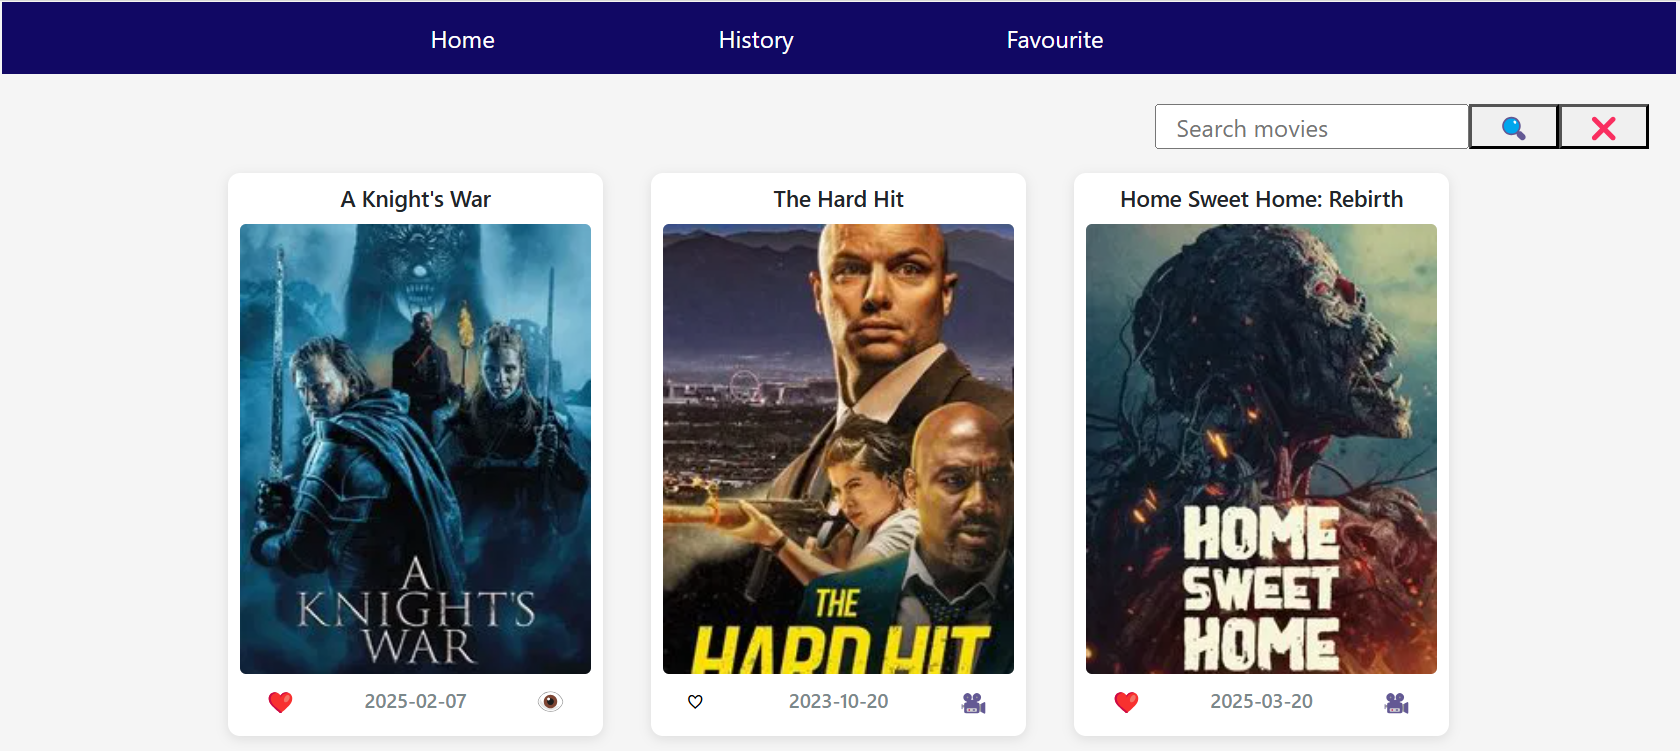 Home History Favourite
Search movies
A Knight's War
The Hard Hit
Home Sweet Home: Rebirth
A
KNIGHT'S
WAR
THE
HARD HIT
HOME
SWEET
HOME
2025-02-07
2023-10-20
2025-03-20